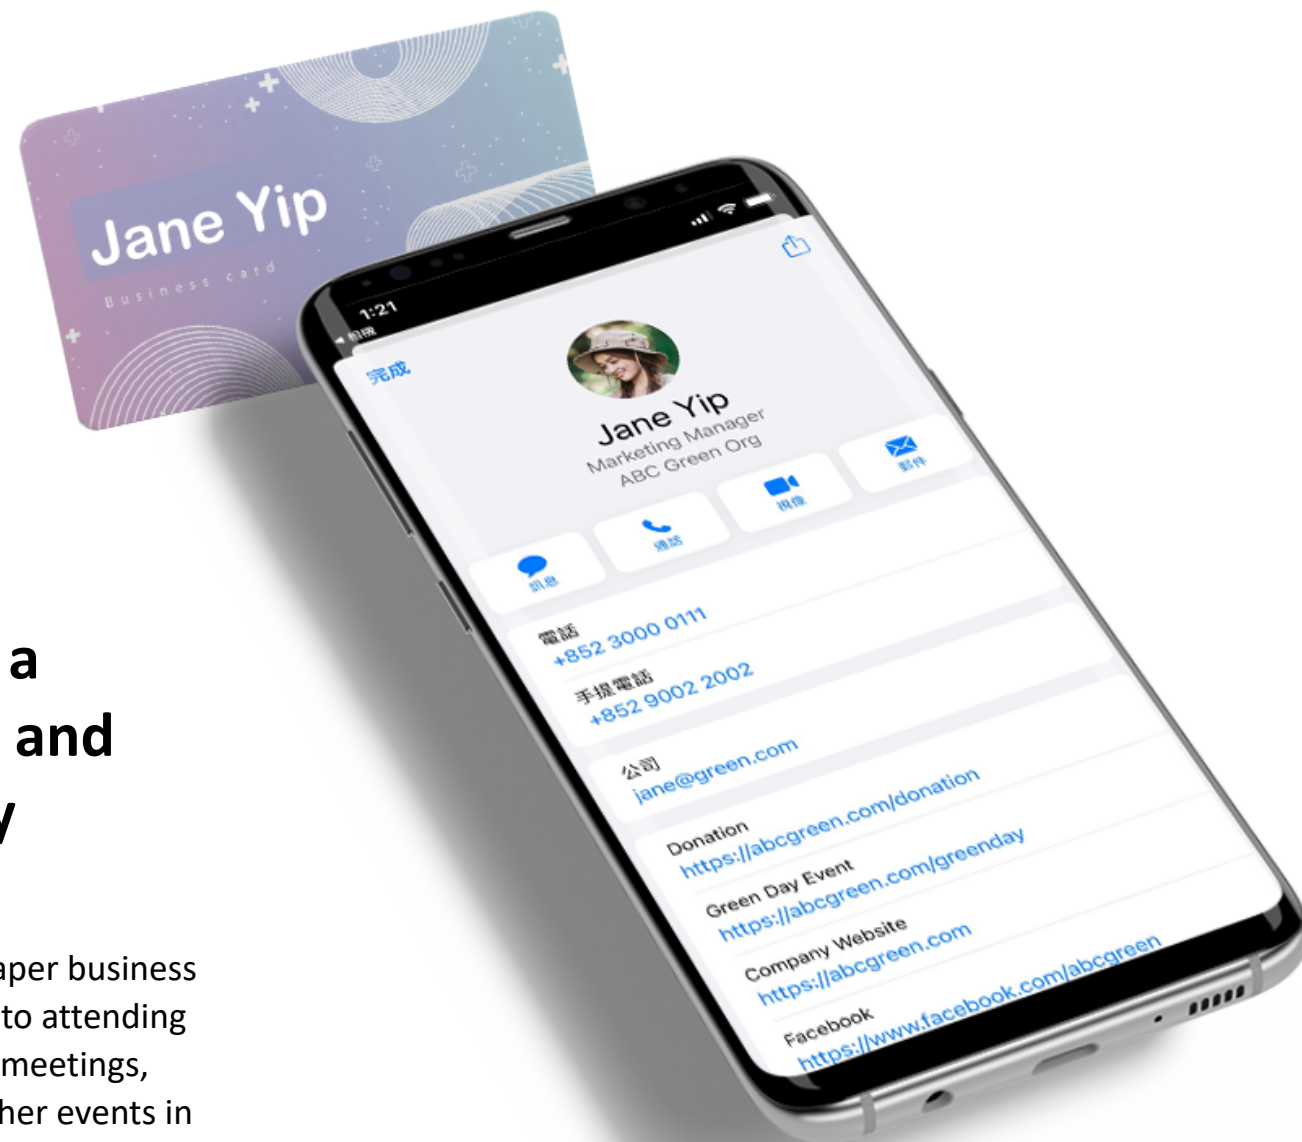 Jane Yip
Business card
1:21
◀ 相機
完成
Jane Yip
Marketing Manager
ABC Green Org
訊息
通話
視像
郵件
電話
+852 3000 0111
手提電話
+852 9002 2002
公司
jane@green.com
Donation
https://abcgreen.com/donation
Green Day Event
https://abcgreen.com/greenday
Company Website
https://abcgreen.com
Facebook
https://www.facebook.com/abcgreen
a
and
y
aper business
to attending
meetings,
her events in